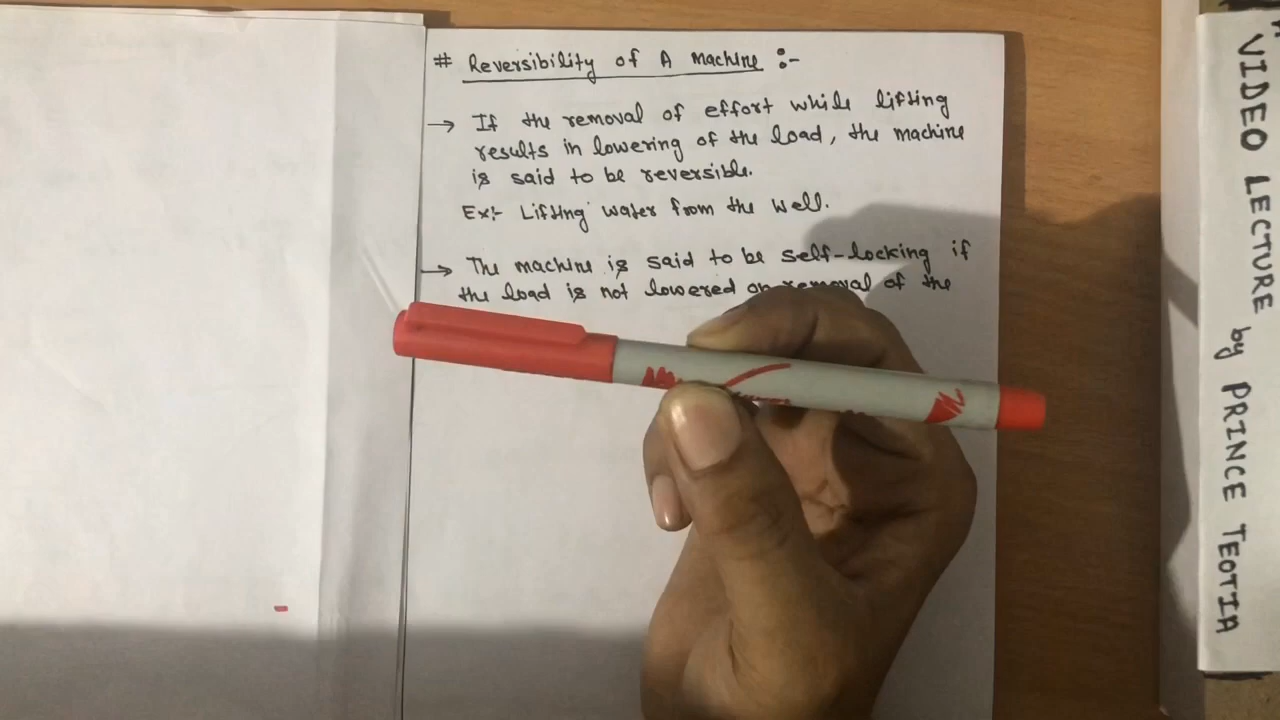 # Reversibility of A Machine :-
→ If the removal of effort while lifting
results in lowering of the load, the machine
is said to be reversible.
Ex:- Lifting water from the well.
→ The machine is said to be self-locking if
the load is not lowered on removal of the
VIDEO LECTURE by PRINCE TEOTIA